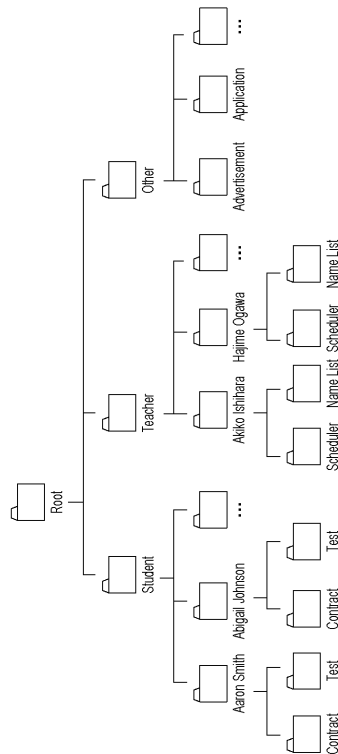 Root
Student
Teacher
Other
Aaron Smith
Abigail Johnson
...
Akiko Ishihara
Hajime Ogawa
...
Advertisement
Application
...
Contract
Test
Contract
Test
Scheduler
Name List
Scheduler
Name List